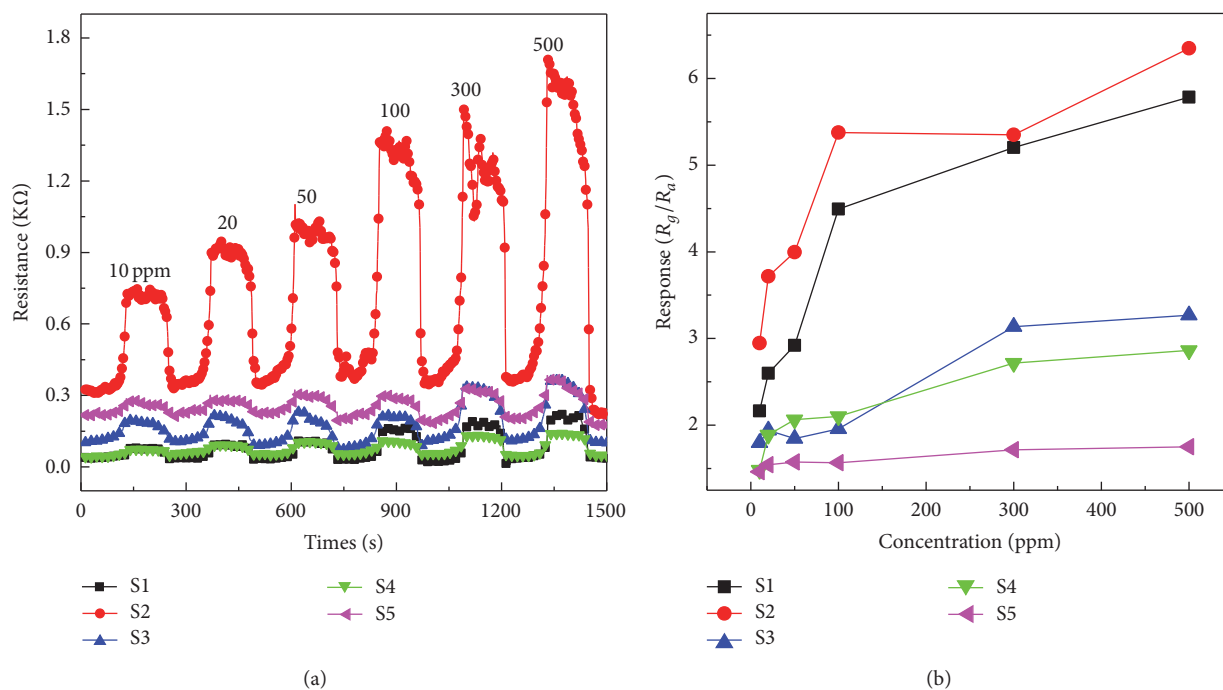 1.8
1.5
1.2
0.9
0.6
0.3
0.0
Resistance (KΩ)
10 ppm
20
50
100
300
500
0 300 600 900 1200 1500
Times (s)
S1
S2
S3
S4
S5
(a)
6
5
4
3
2
Response (R_g/R_a)
0 100 200 300 400 500
Concentration (ppm)
S1
S2
S3
S4
S5
(b)